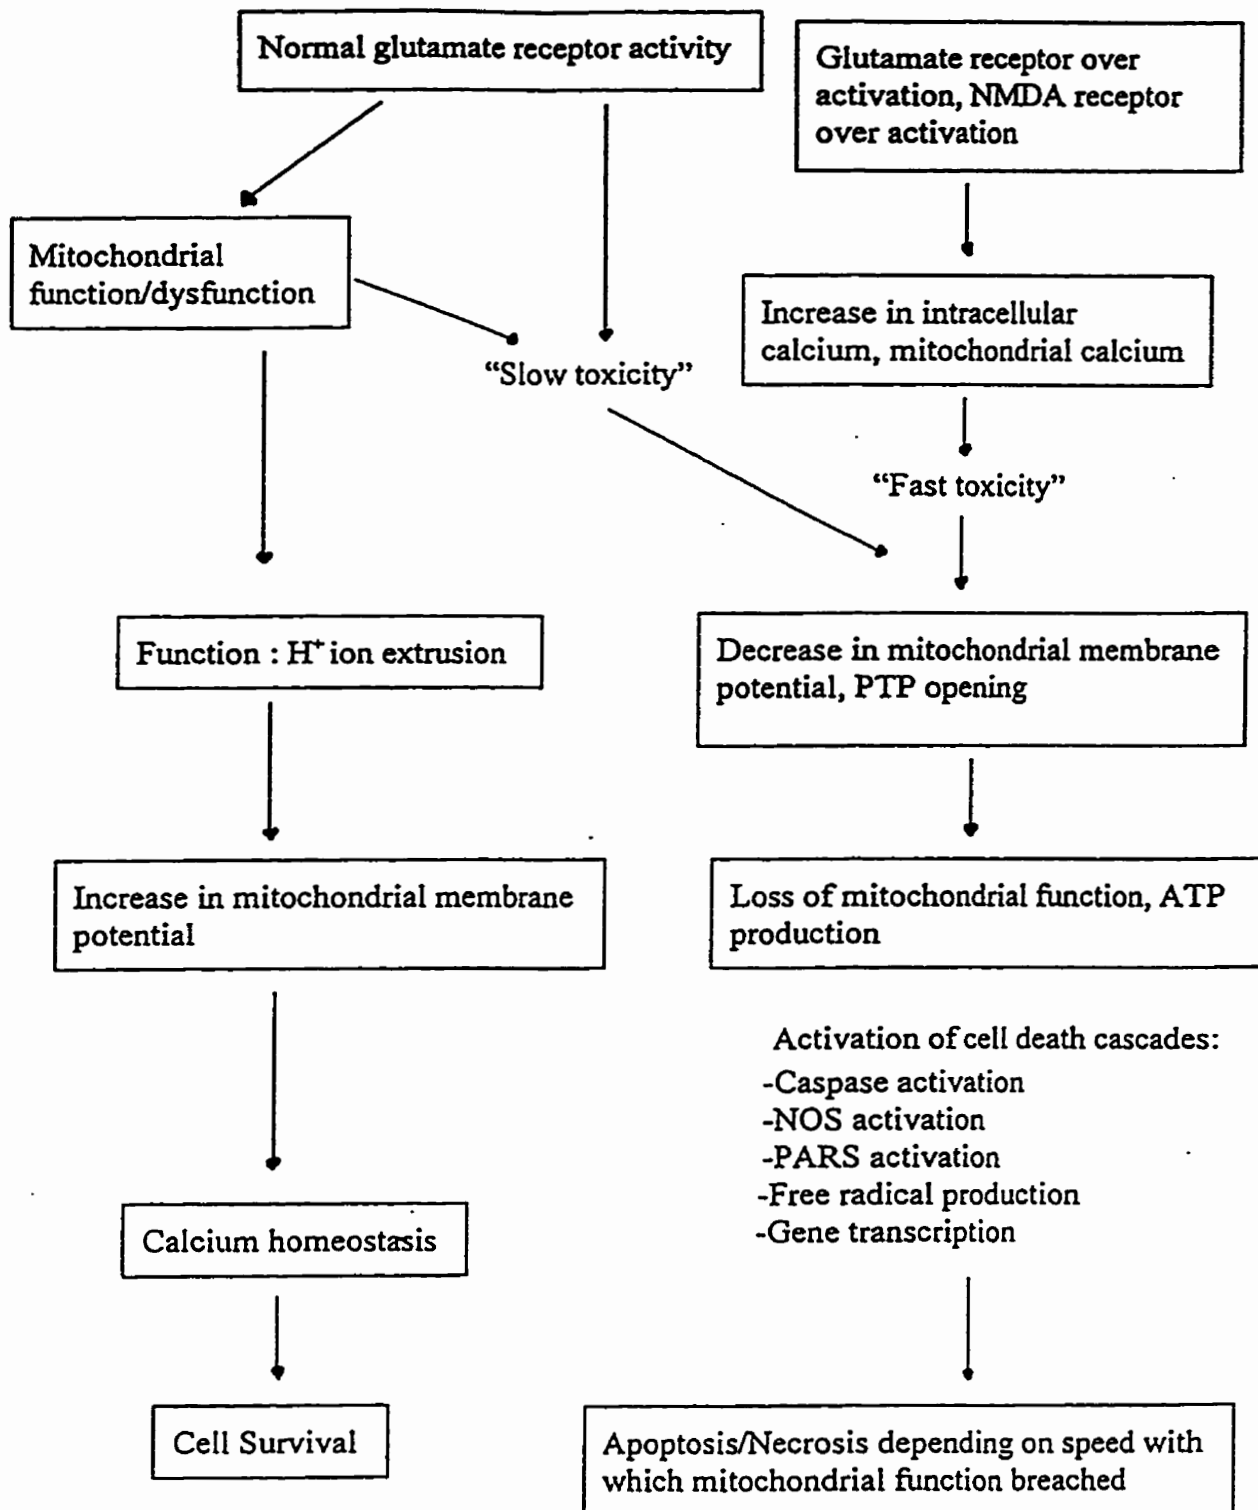 Normal glutamate receptor activity
Glutamate receptor over
activation, NMDA receptor
over activation
Mitochondrial
function/dysfunction
Increase in intracellular
calcium, mitochondrial calcium
“Slow toxicity”
“Fast toxicity”
Function : H⁺ ion extrusion
Decrease in mitochondrial membrane
potential, PTP opening
Increase in mitochondrial membrane
potential
Loss of mitochondrial function, ATP
production
Activation of cell death cascades:
-Caspase activation
-NOS activation
-PARS activation
-Free radical production
-Gene transcription
Calcium homeostasis
Cell Survival
Apoptosis/Necrosis depending on speed with
which mitochondrial function breached